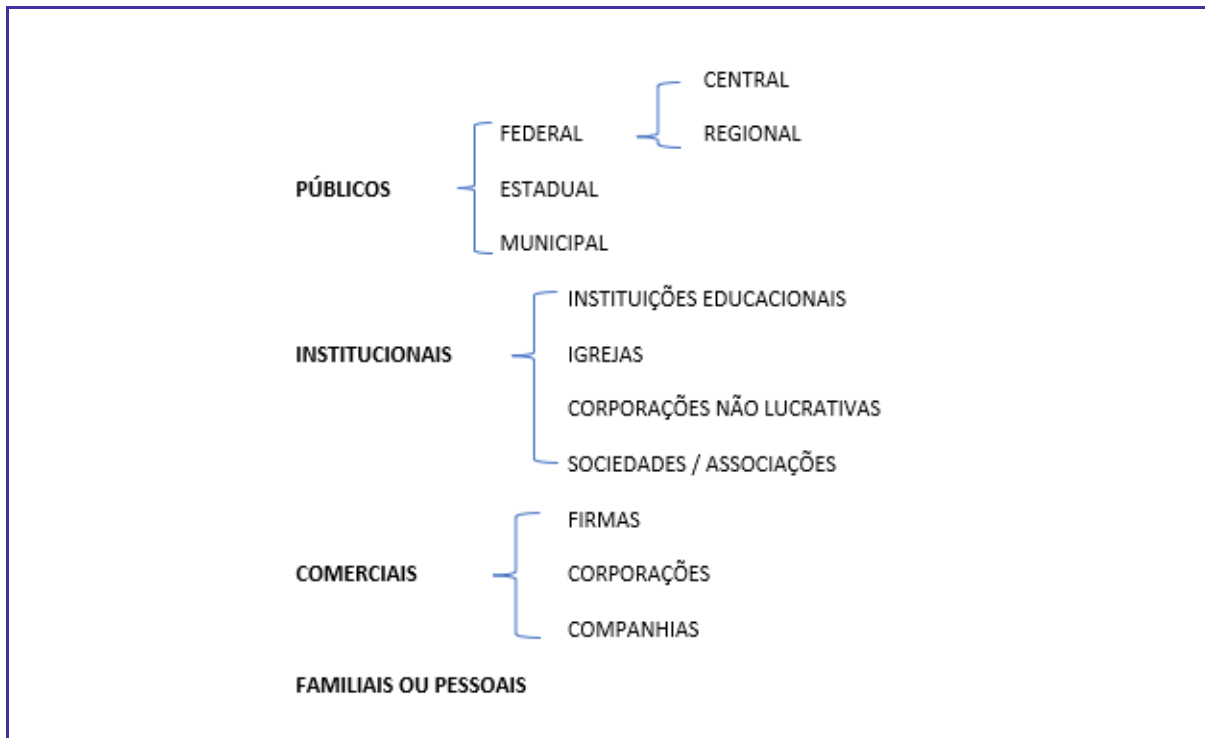 CENTRAL
FEDERAL REGIONAL
PÚBLICOS ESTADUAL
MUNICIPAL
INSTITUIÇÕES EDUCACIONAIS
INSTITUCIONAIS IGREJAS
CORPORAÇÕES NÃO LUCRATIVAS
SOCIEDADES / ASSOCIAÇÕES
FIRMAS
COMERCIAIS CORPORAÇÕES
COMPANHIAS
FAMILIAIS OU PESSOAIS